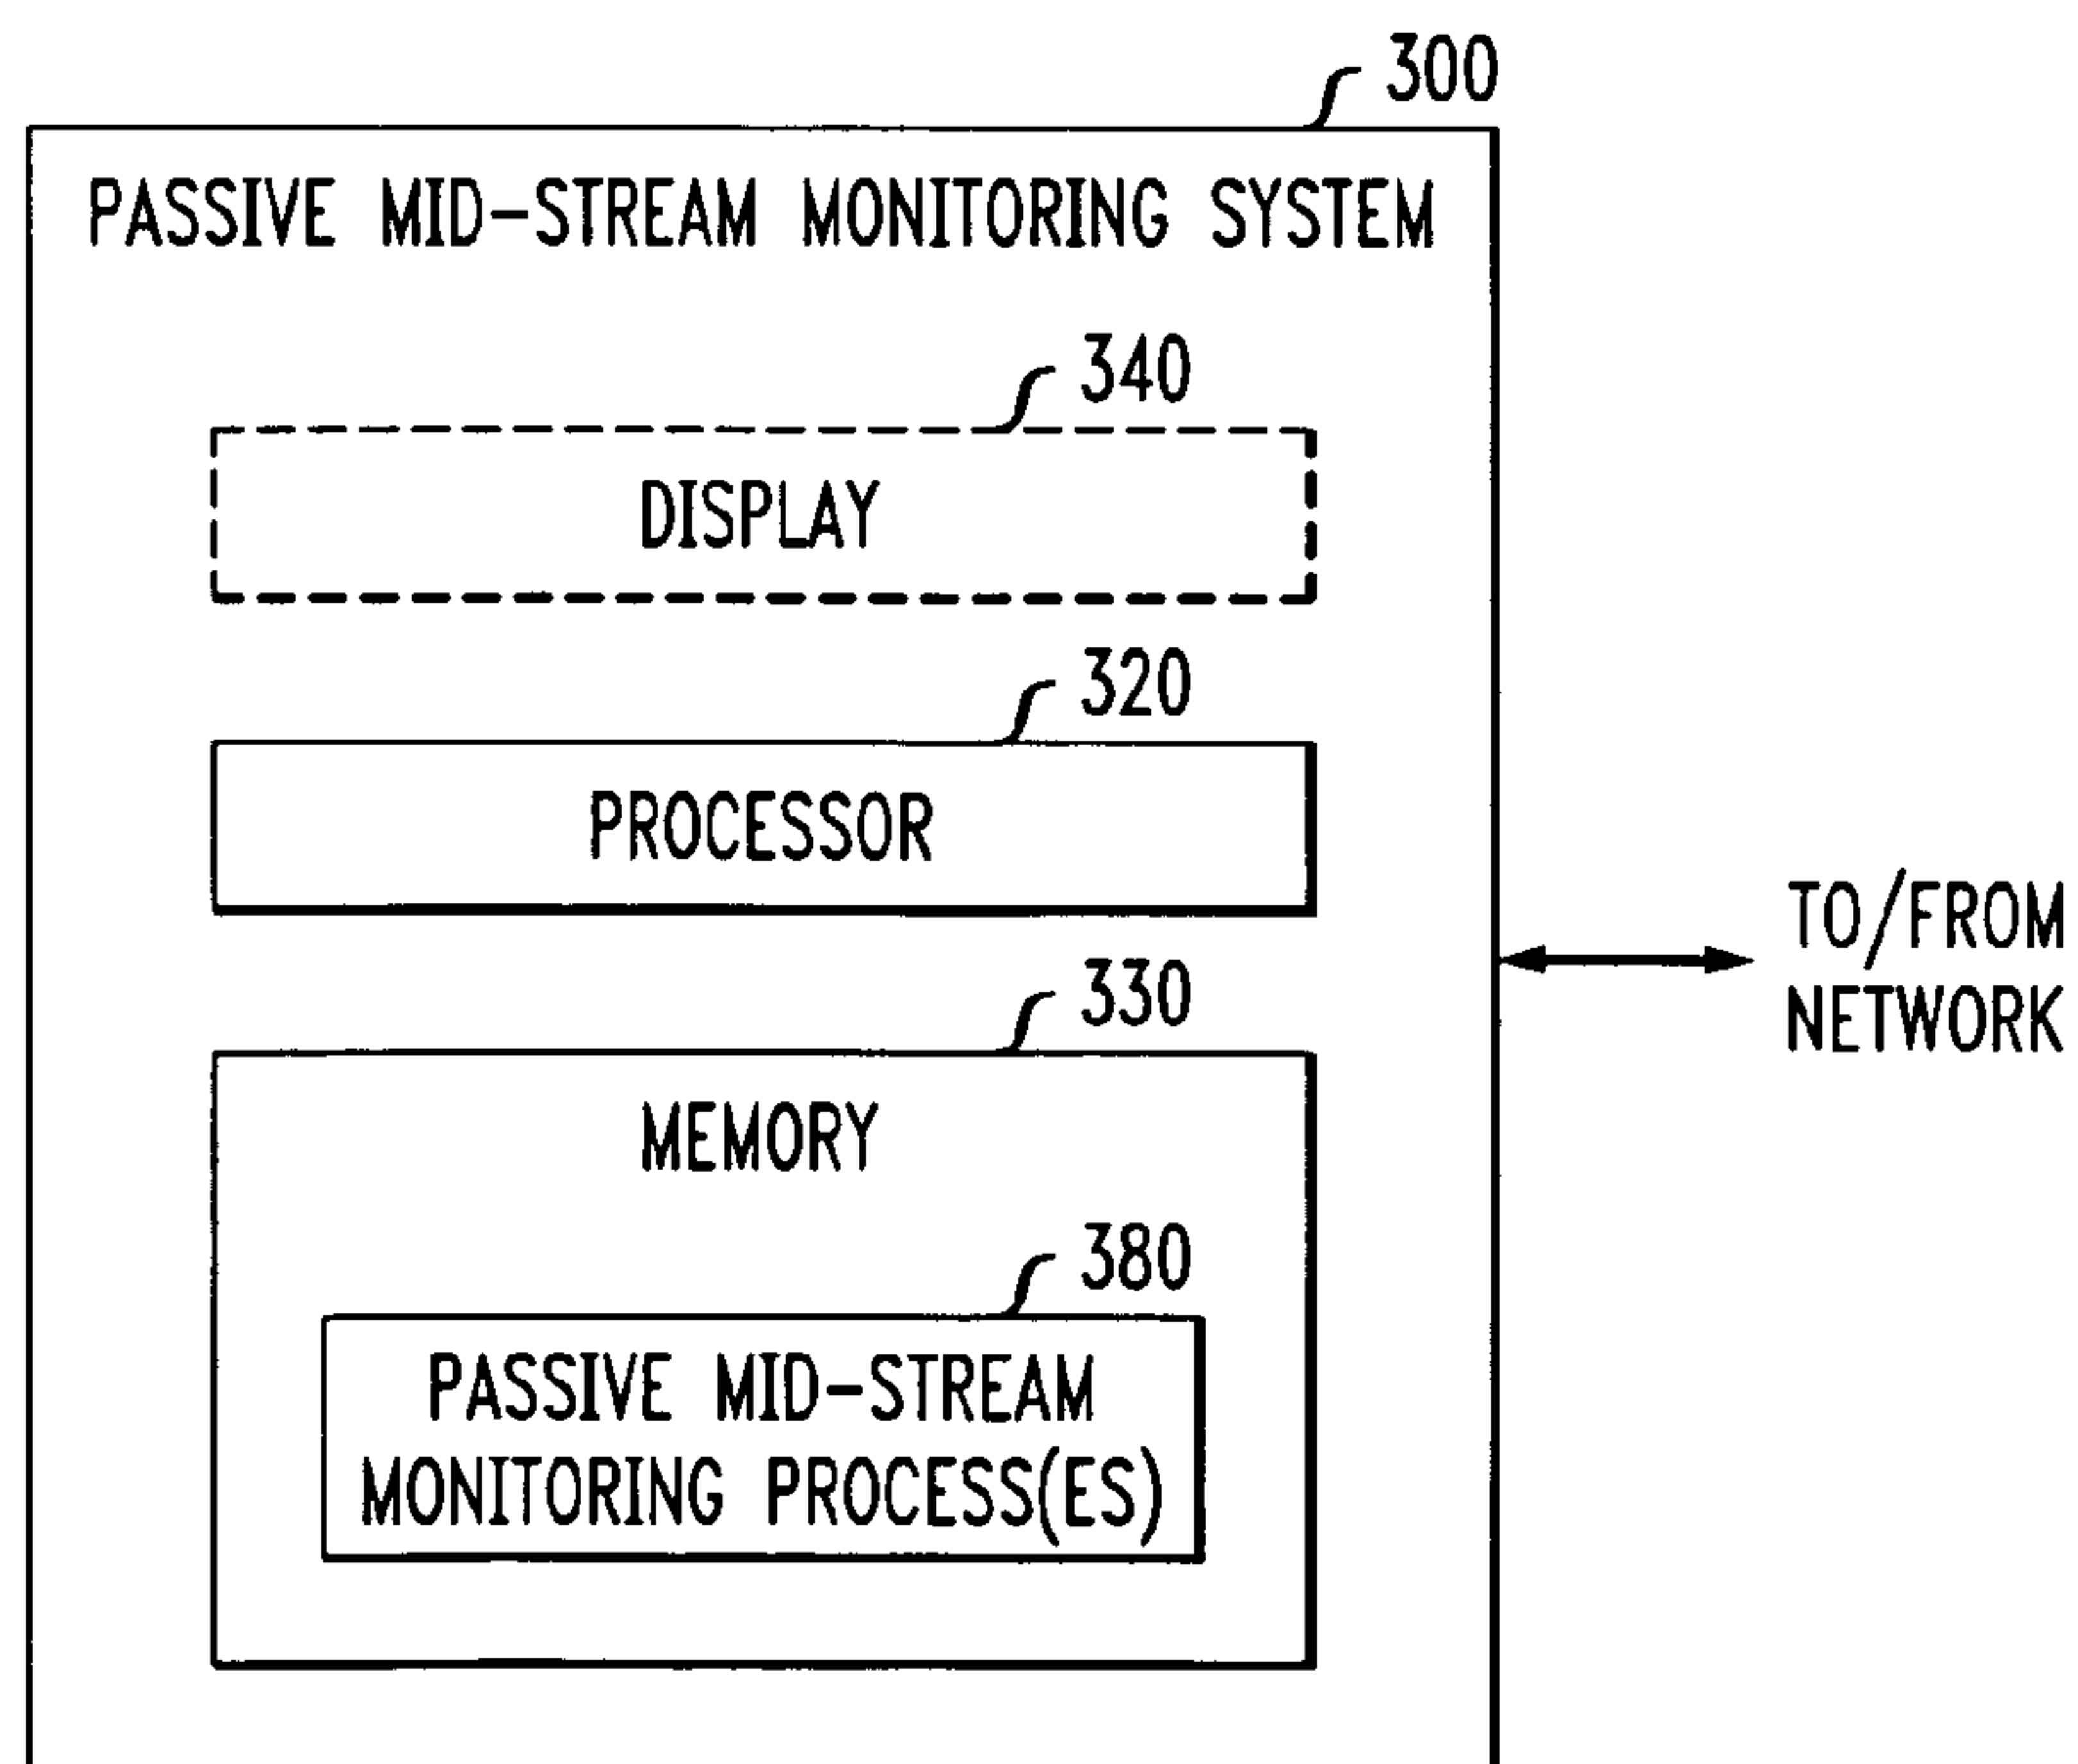 300
PASSIVE MID-STREAM MONITORING SYSTEM
340
DISPLAY
320
PROCESSOR
TO/FROM
NETWORK
330
MEMORY
380
PASSIVE MID-STREAM
MONITORING PROCESS(ES)